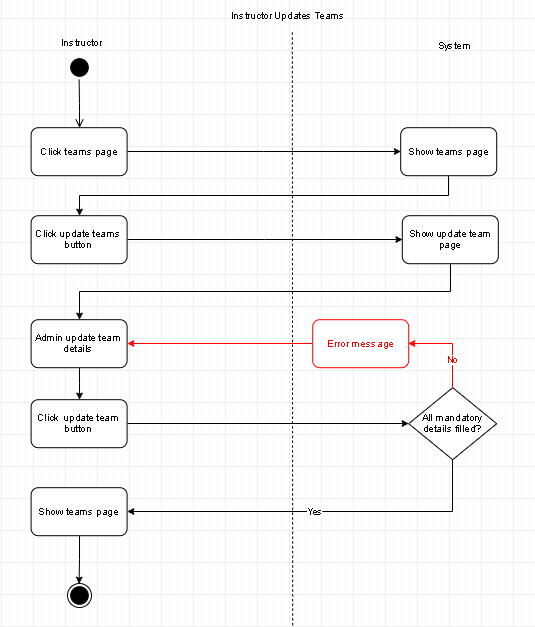 Instructor Updates Teams
Instructor
System
Click teams page
Show teams page
Click update teams
button
Show update team
page
Admin update team
details
Error message
No
Click update team
button
All mandatory
details filled?
Show teams page
Yes